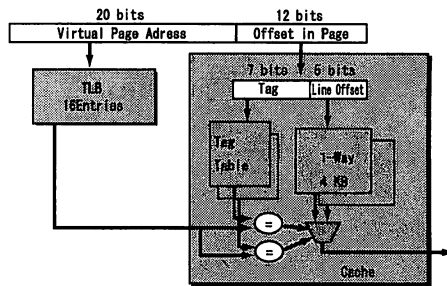 20 bits 12 bits
Virtual Page Adress Offset in Page
7 bits 5 bits
Tag Line Offset
TLB
16Entries
Tag
Table
1-Way
4 KB
=
=
Cache